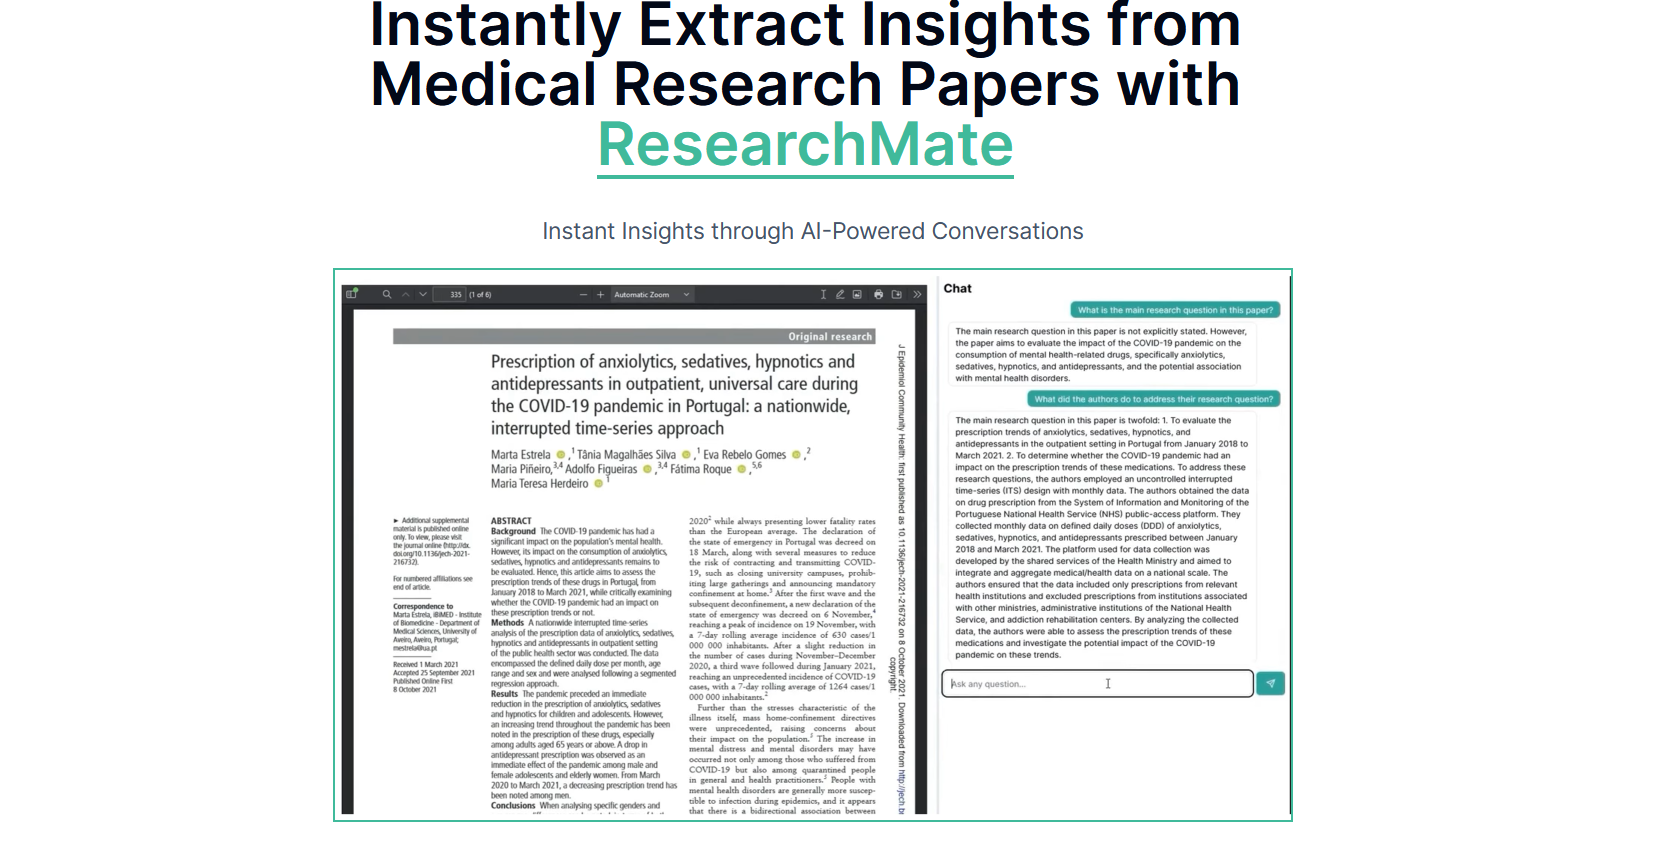 Instantly Extract Insights from
Medical Research Papers with
ResearchMate
Instant Insights through AI-Powered Conversations
335 (1 of 6)
Automatic Zoom
Original research
Prescription of anxiolytics, sedatives, hypnotics and
antidepressants in outpatient, universal care during
the COVID-19 pandemic in Portugal: a nationwide,
interrupted time-series approach
Marta Estrela ,1 Tânia Magalhães Silva ,1 Eva Rebelo Gomes ,2
Maria Piñeiro,3,4 Adolfo Figueiras ,3,4 Fátima Roque ,5,6
Maria Teresa Herdeiro 1
► Additional supplemental
material is published online
only. To view, please visit
the journal online (http://dx.
doi.org/10.1136/jech-2021-
216732).
For numbered affiliations see
end of article.
Correspondence to
Marta Estrela, iBiMED - Institute
of Biomedicine - Department of
Medical Sciences, University of
Aveiro, Aveiro, Portugal;
mestrela@ua.pt
Received 1 March 2021
Accepted 25 September 2021
Published Online First
8 October 2021
ABSTRACT
Background The COVID-19 pandemic has had a
significant impact on the population's mental health.
However, its impact on the consumption of anxiolytics,
sedatives, hypnotics and antidepressants remains to
be evaluated. Hence, this article aims to assess the
prescription trends of these drugs in Portugal, from
January 2018 to March 2021, while critically examining
whether the COVID-19 pandemic had an impact on
these prescription trends or not.
Methods A nationwide interrupted time-series
analysis of the prescription data of anxiolytics, sedatives,
hypnotics and antidepressants in outpatient setting
of the public health sector was conducted. The data
encompassed the defined daily dose per month, age
range and sex and were analysed following a segmented
regression approach.
Results The pandemic preceded an immediate
reduction in the prescription of anxiolytics, sedatives
and hypnotics for children and adolescents. However,
an increasing trend throughout the pandemic has been
noted in the prescription of these drugs, especially
among adults aged 65 years or above. A drop in
antidepressant prescription was observed as an
immediate effect of the pandemic among male and
female adolescents and elderly women. From March
2020 to March 2021, a decreasing prescription trend has
been noted among men.
Conclusions When analysing specific genders and
2020² while always presenting lower fatality rates
than the European average. The declaration of
the state of emergency in Portugal was decreed on
18 March, along with several measures to reduce
the risk of contracting and transmitting COVID-
19, such as closing university campuses, prohib-
iting large gatherings and announcing mandatory
confinement at home.³ After the first wave and the
subsequent deconfinement, a new declaration of the
state of emergency was decreed on 6 November,⁴
reaching a peak of incidence on 19 November, with
a 7-day rolling average incidence of 630 cases/1
000 000 inhabitants. After a slight reduction in
the number of cases during November–December
2020, a third wave followed during January 2021,
reaching an unprecedented incidence of COVID-19
cases, with a 7-day rolling average of 1264 cases/1
000 000 inhabitants.²
Further than the stresses characteristic of the
illness itself, mass home-confinement directives
were unprecedented, raising concerns about
their impact on the population.⁵ The increase in
mental distress and mental disorders may have
occurred not only among those who suffered from
COVID-19 but also among quarantined people
in general and health practitioners.⁵ People with
mental health disorders are generally more suscep-
tible to infection during epidemics, and it appears
that there is a bidirectional association between
J Epidemiol Community Health: first published as 10.1136/jech-2021-216732 on 8 October 2021. Downloaded from http://jech.b
copyright.
Chat
What is the main research question in this paper?
The main research question in this paper is not explicitly stated. However,
the paper aims to evaluate the impact of the COVID-19 pandemic on the
consumption of mental health-related drugs, specifically anxiolytics,
sedatives, hypnotics, and antidepressants, and the potential association
with mental health disorders.
What did the authors do to address their research question?
The main research question in this paper is twofold: 1. To evaluate the
prescription trends of anxiolytics, sedatives, hypnotics, and
antidepressants in the outpatient setting in Portugal from January 2018 to
March 2021. 2. To determine whether the COVID-19 pandemic had an
impact on the prescription trends of these medications. To address these
research questions, the authors employed an uncontrolled interrupted
time-series (ITS) design with monthly data. The authors obtained the data
on drug prescription from the System of Information and Monitoring of the
Portuguese National Health Service (NHS) public-access platform. They
collected monthly data on defined daily doses (DDD) of anxiolytics,
sedatives, hypnotics, and antidepressants prescribed between January
2018 and March 2021. The platform used for data collection was
developed by the shared services of the Health Ministry and aimed to
integrate and aggregate medical/health data on a national scale. The
authors ensured that the data included only prescriptions from relevant
health institutions and excluded prescriptions from institutions associated
with other ministries, administrative institutions of the National Health
Service, and addiction rehabilitation centers. By analyzing the collected
data, the authors were able to assess the prescription trends of these
medications and investigate the potential impact of the COVID-19
pandemic on these trends.
Ask any question...